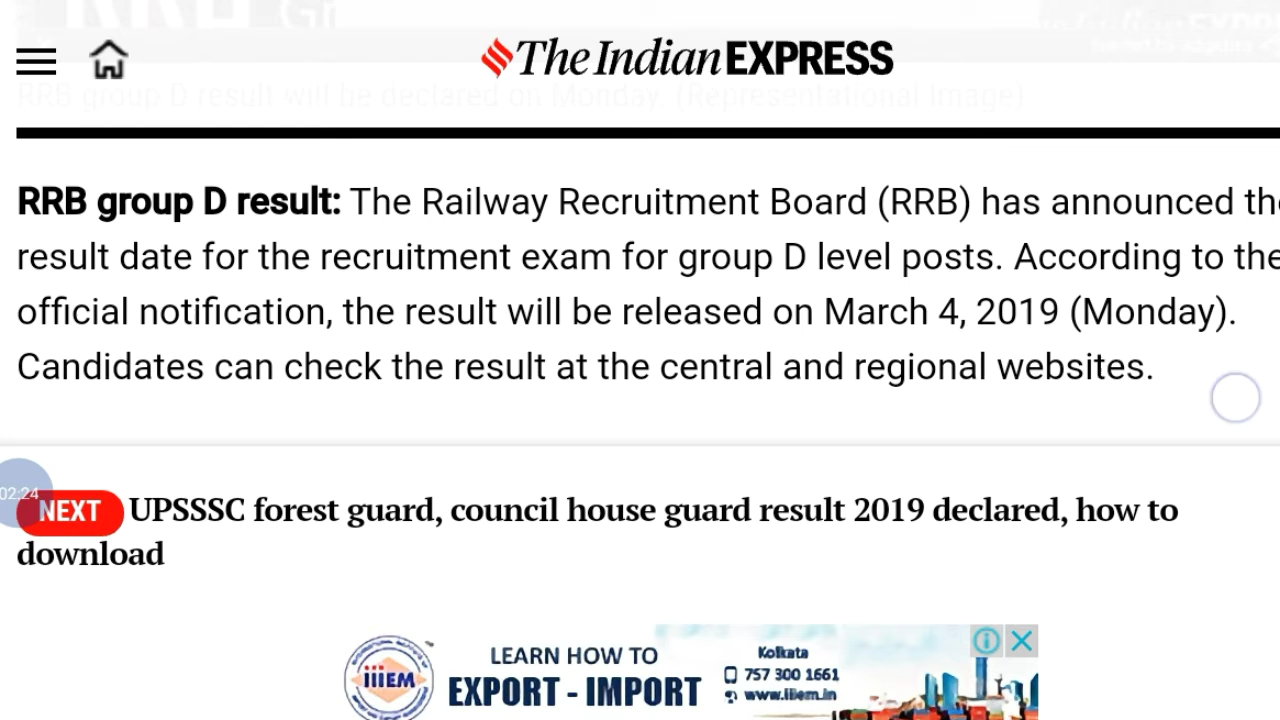 RRB Gr
The Indian EXPRESS
RRB group D result will be declared on Monday. (Representational Image)
RRB group D result: The Railway Recruitment Board (RRB) has announced the
result date for the recruitment exam for group D level posts. According to the
official notification, the result will be released on March 4, 2019 (Monday).
Candidates can check the result at the central and regional websites.
02:24
NEXT UPSSSC forest guard, council house guard result 2019 declared, how to
download
iiiEM
LEARN HOW TO
EXPORT - IMPORT
Kolkata
757 300 1661
www.iiiem.in